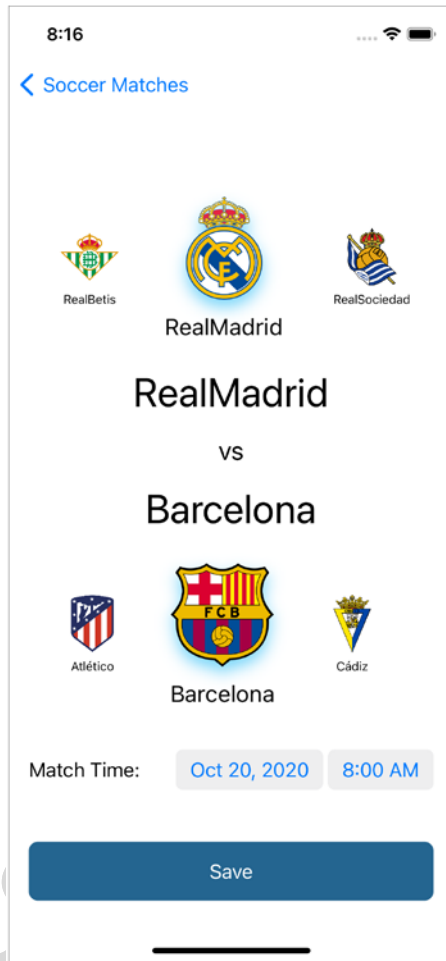 8:16
Soccer Matches
RealBetis
RealMadrid
RealSociedad
RealMadrid
vs
Barcelona
FCB
Atlético
Barcelona
Cádiz
Match Time: Oct 20, 2020 8:00 AM
Save